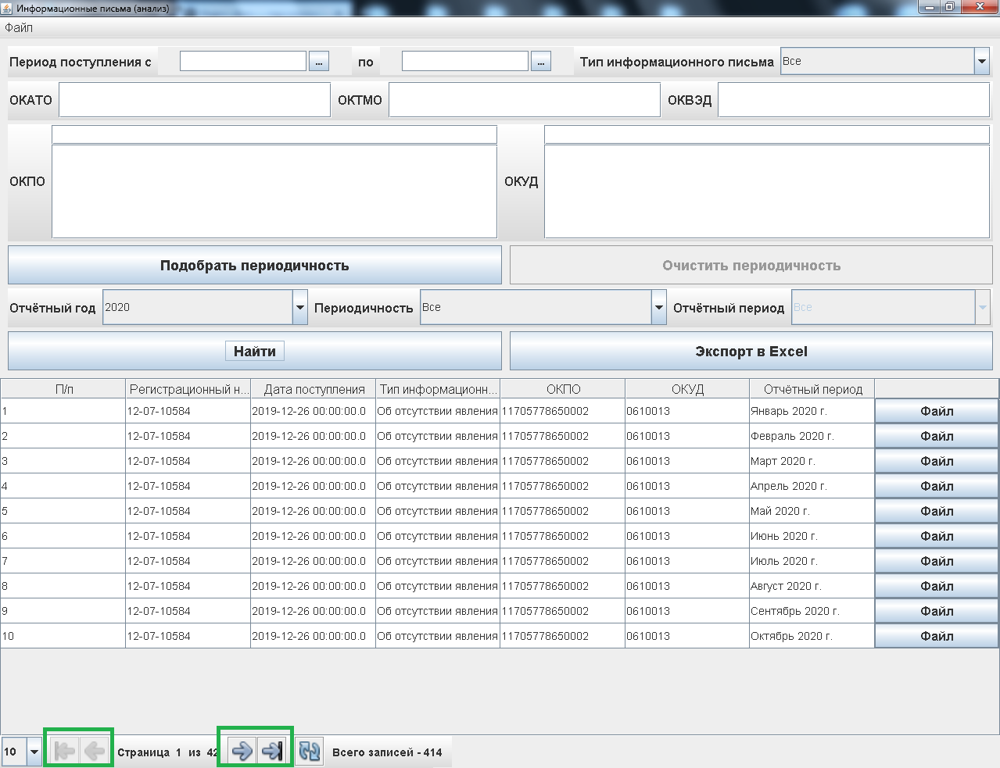 Информационные письма (анализ)
Файл
Период поступления с ... по ... Тип информационного письма Все
ОКАТО ОКТМО ОКВЭД
ОКПО ОКУД
Подобрать периодичность Очистить периодичность
Отчётный год 2020 Периодичность Все Отчётный период Все
Найти Экспорт в Excel
П/п Регистрационный н... Дата поступления Тип информационн... ОКПО ОКУД Отчётный период
1 12-07-10584 2019-12-26 00:00:00.0 Об отсутствии явления 11705778650002 0610013 Январь 2020 г. Файл
2 12-07-10584 2019-12-26 00:00:00.0 Об отсутствии явления 11705778650002 0610013 Февраль 2020 г. Файл
3 12-07-10584 2019-12-26 00:00:00.0 Об отсутствии явления 11705778650002 0610013 Март 2020 г. Файл
4 12-07-10584 2019-12-26 00:00:00.0 Об отсутствии явления 11705778650002 0610013 Апрель 2020 г. Файл
5 12-07-10584 2019-12-26 00:00:00.0 Об отсутствии явления 11705778650002 0610013 Май 2020 г. Файл
6 12-07-10584 2019-12-26 00:00:00.0 Об отсутствии явления 11705778650002 0610013 Июнь 2020 г. Файл
7 12-07-10584 2019-12-26 00:00:00.0 Об отсутствии явления 11705778650002 0610013 Июль 2020 г. Файл
8 12-07-10584 2019-12-26 00:00:00.0 Об отсутствии явления 11705778650002 0610013 Август 2020 г. Файл
9 12-07-10584 2019-12-26 00:00:00.0 Об отсутствии явления 11705778650002 0610013 Сентябрь 2020 г. Файл
10 12-07-10584 2019-12-26 00:00:00.0 Об отсутствии явления 11705778650002 0610013 Октябрь 2020 г. Файл
10 Страница 1 из 42 Всего записей - 414